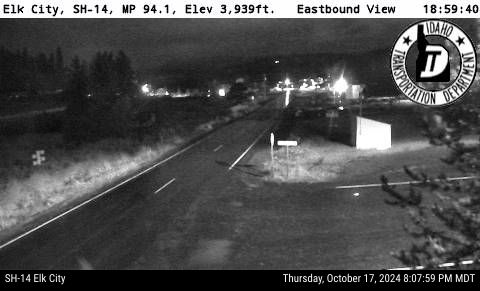 Elk City, SH-14, MP 94.1, Elev 3,939ft. Eastbound View 18:59:40
IDAHO
TRANSPORTATION DEPARTMENT
SH-14 Elk City Thursday, October 17, 2024 8:07:59 PM MDT